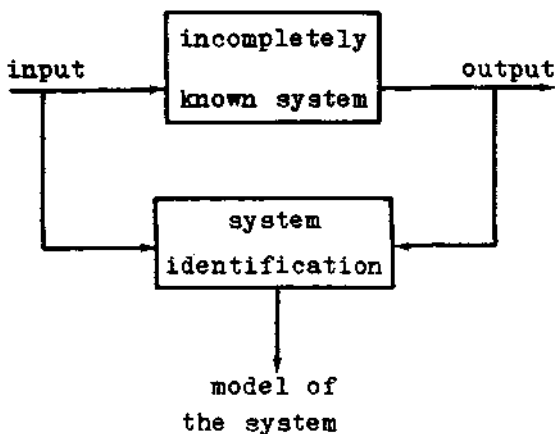 incompletely
input
output
known system
system
identification
model of
the system